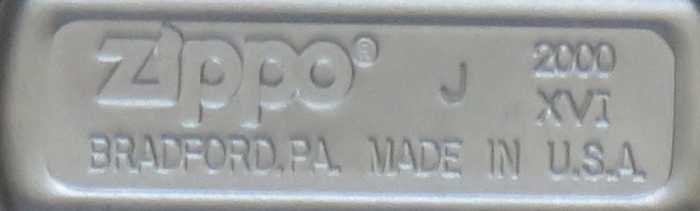 Zippo® J 2000
XVI
BRADFORD, PA. MADE IN U.S.A.